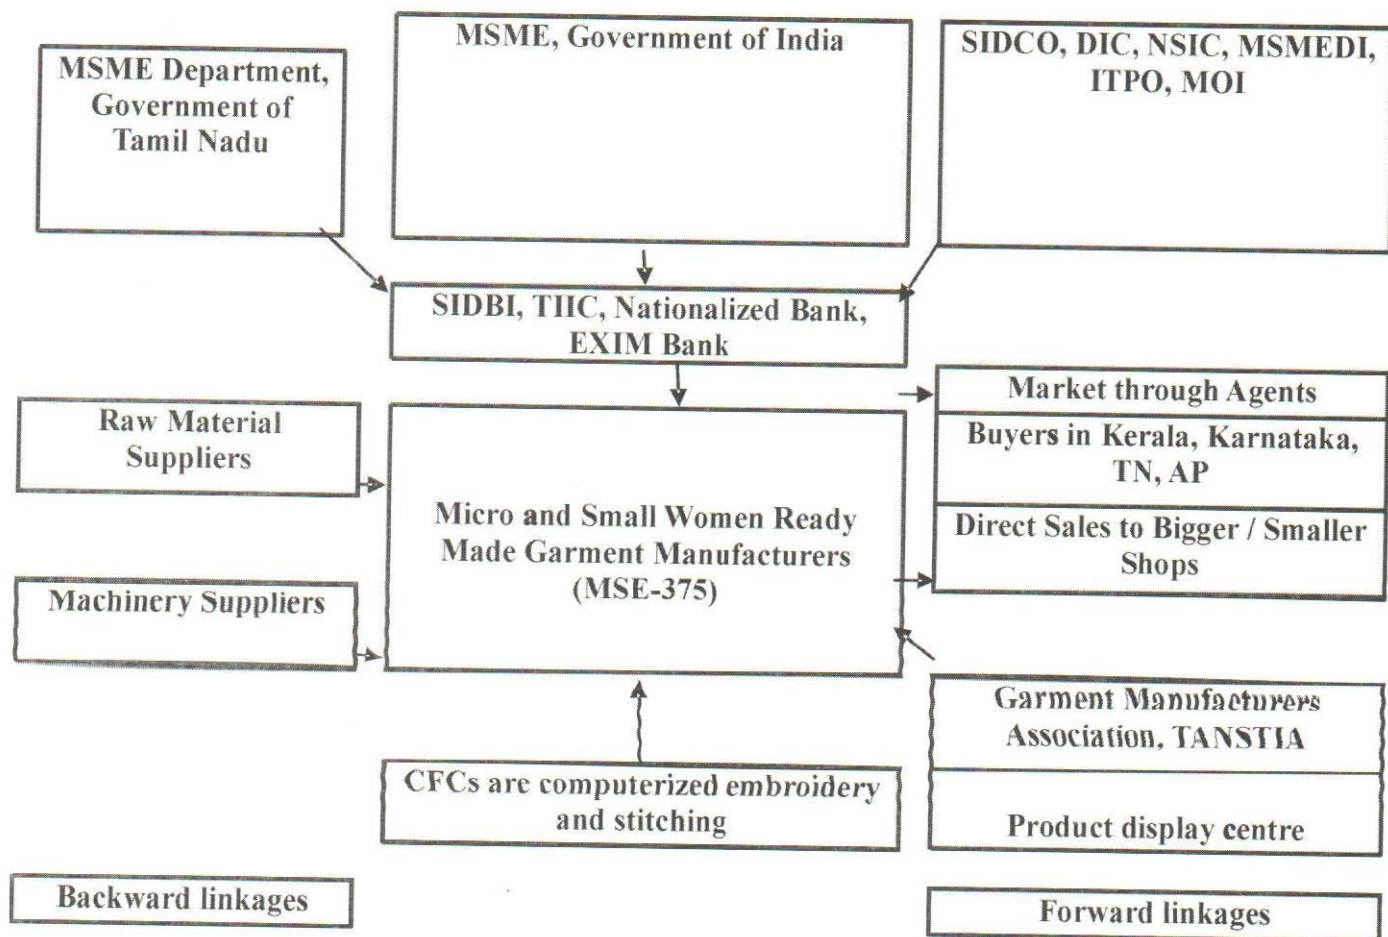 MSME Department,
Government of
Tamil Nadu
MSME, Government of India
SIDCO, DIC, NSIC, MSMEDI,
ITPO, MOI
SIDBI, TIIC, Nationalized Bank,
EXIM Bank
Raw Material
Suppliers
Machinery Suppliers
Micro and Small Women Ready
Made Garment Manufacturers
(MSE-375)
Market through Agents
Buyers in Kerala, Karnataka,
TN, AP
Direct Sales to Bigger / Smaller
Shops
Garment Manufacturers
Association, TANSTIA
Product display centre
CFCs are computerized embroidery
and stitching
Backward linkages
Forward linkages